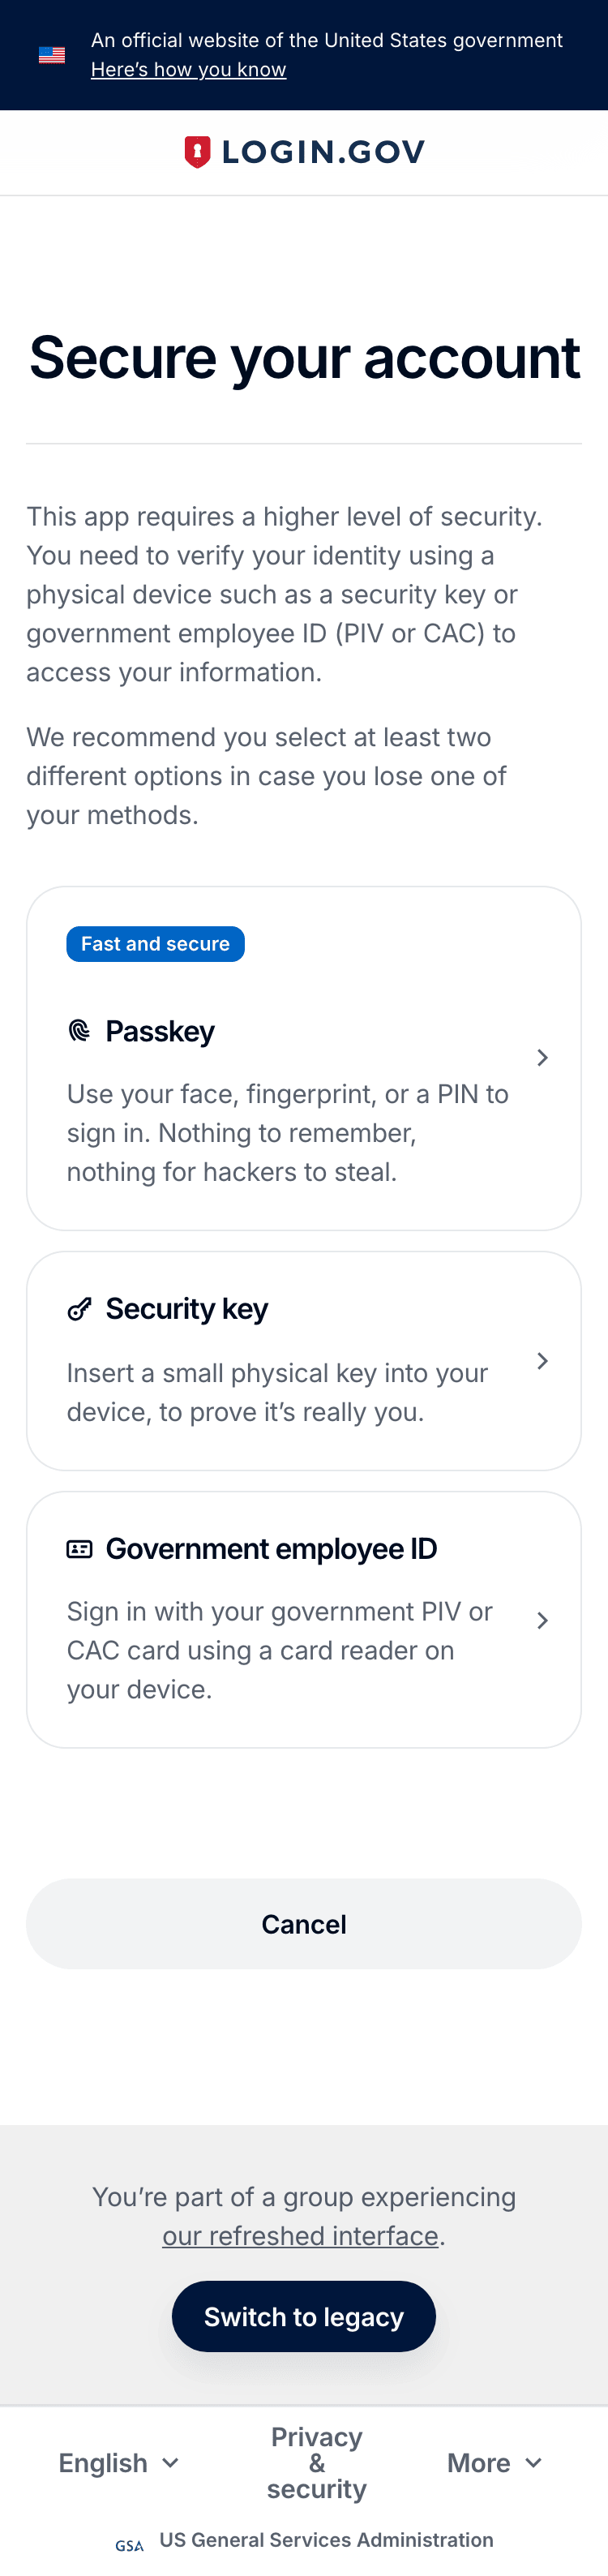 An official website of the United States government
Here’s how you know
LOGIN.GOV
Secure your account
This app requires a higher level of security.
You need to verify your identity using a
physical device such as a security key or
government employee ID (PIV or CAC) to
access your information.
We recommend you select at least two
different options in case you lose one of
your methods.
Fast and secure
Passkey
Use your face, fingerprint, or a PIN to
sign in. Nothing to remember,
nothing for hackers to steal.
Security key
Insert a small physical key into your
device, to prove it’s really you.
Government employee ID
Sign in with your government PIV or
CAC card using a card reader on
your device.
Cancel
You’re part of a group experiencing
our refreshed interface.
Switch to legacy
English
Privacy
&
security
More
GSA US General Services Administration